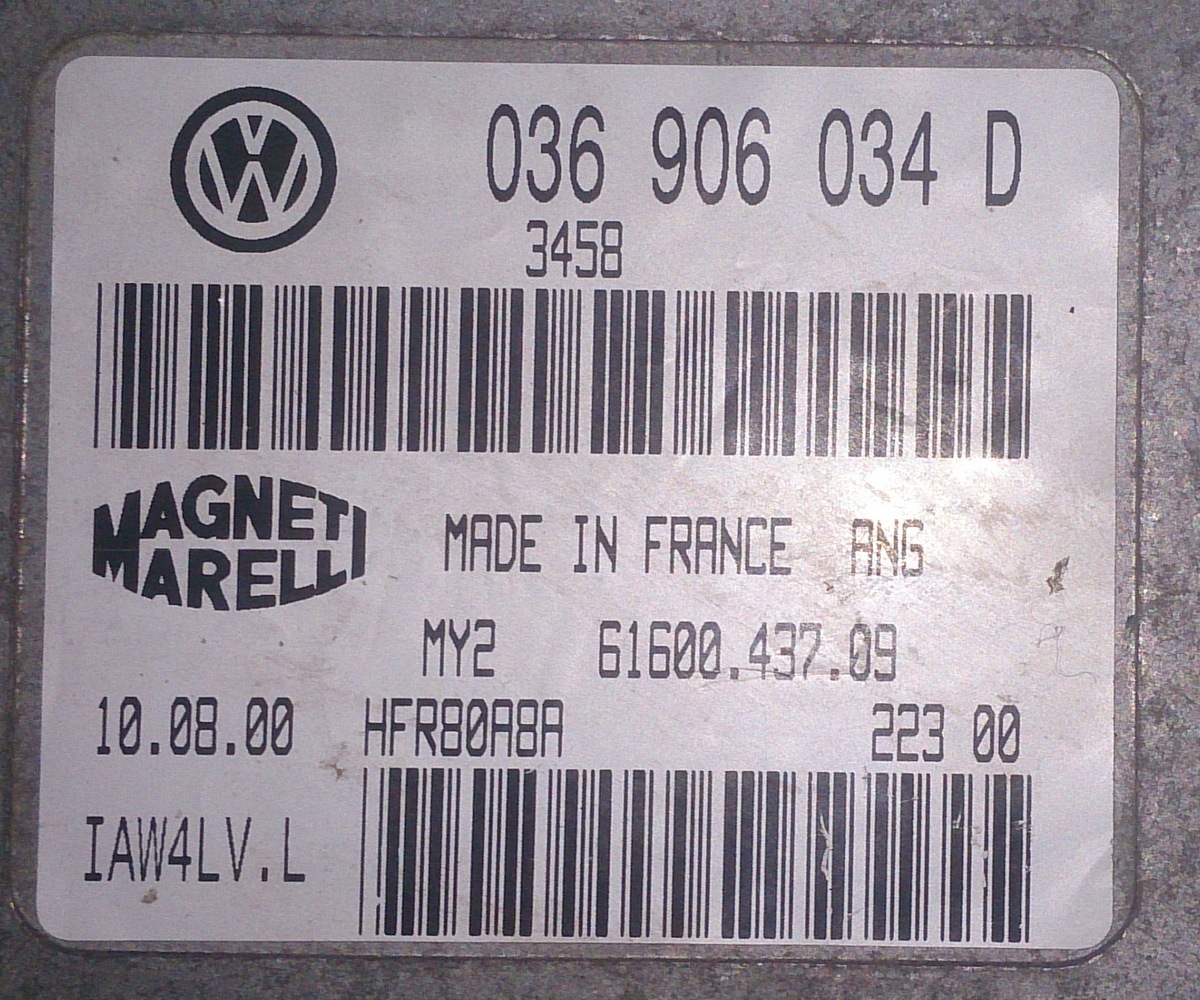 036 906 034 D
3458
MAGNETI
MARELLI
MADE IN FRANCE ANG
MY2 61600.437.09
10.08.00 HFR80A8A 223 00
IAW4LV.L